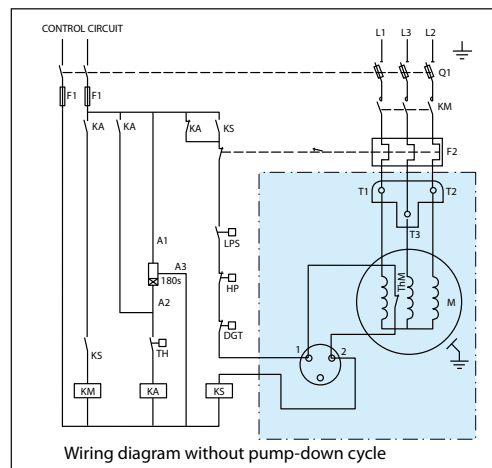 CONTROL CIRCUIT
L1 L3 L2
Q1
F1 F1
KM
KA KA KA KS
F2
T1 T2
T3
LPS
A1
A3
180s
HP
ThM
M
A2
DGT
1 2
KS
TH
KM KA KS
Wiring diagram without pump-down cycle